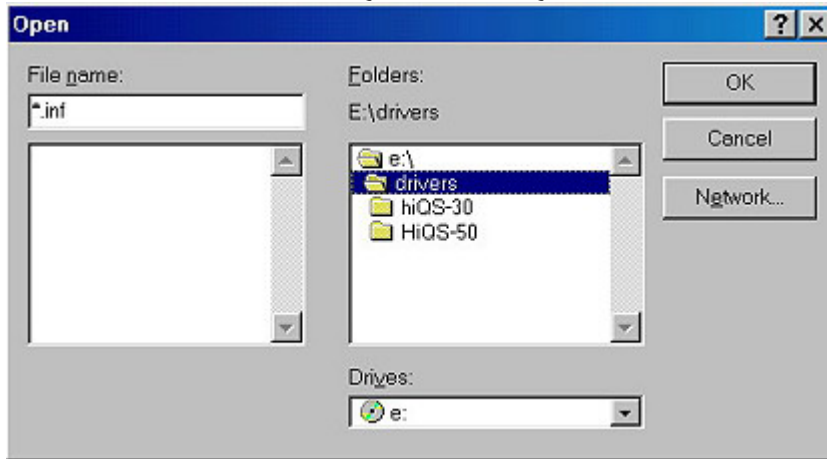 Open
File name:
*.inf
Folders:
E:\drivers
e:\
drivers
hiQS-30
HiQS-50
Drives:
e:
OK
Cancel
Network...